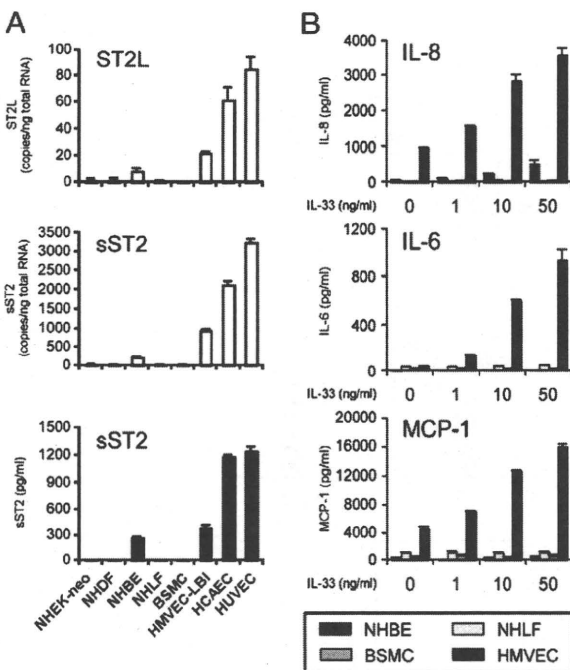 A
ST2L
ST2L
(copies/ng total RNA)
100
80
60
40
20
0
sST2
sST2
(copies/ng total RNA)
3500
3000
2500
2000
1500
1000
500
0
sST2
sST2 (pg/ml)
1500
1200
900
600
300
0
NHEK-neo
NHDF
NHBE
NHLF
BSMC
HMVEC-LBI
HCAEC
HUVEC
B
IL-8
IL-8 (pg/ml)
4000
3000
2000
1000
0
IL-33 (ng/ml) 0 1 10 50
IL-6
IL-6 (pg/ml)
1200
800
400
0
IL-33 (ng/ml) 0 1 10 50
MCP-1
MCP-1 (pg/ml)
20000
16000
12000
8000
4000
0
IL-33 (ng/ml) 0 1 10 50
NHBE NHLF
BSMC HMVEC